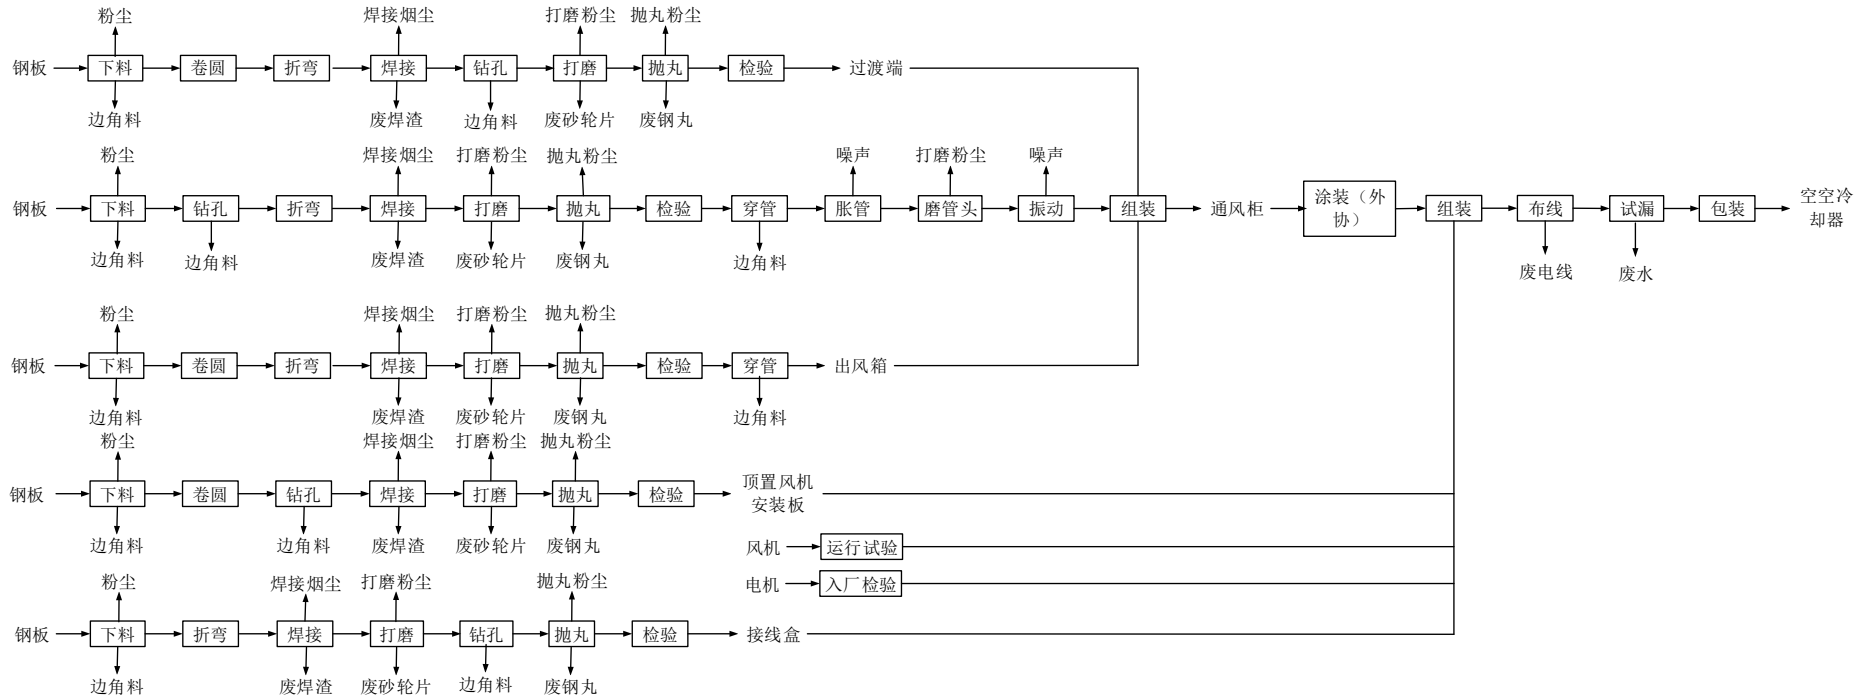 粉尘
焊接烟尘
打磨粉尘
抛丸粉尘
钢板
下料
卷圆
折弯
焊接
钻孔
打磨
抛丸
检验
过渡端
边角料
废焊渣
边角料
废砂轮片
废钢丸
粉尘
焊接烟尘
打磨粉尘
抛丸粉尘
噪声
打磨粉尘
噪声
钢板
下料
钻孔
折弯
焊接
打磨
抛丸
检验
穿管
胀管
磨管头
振动
组装
通风柜
涂装（外
协）
组装
布线
试漏
包装
空空冷
却器
边角料
边角料
废焊渣
废砂轮片
废钢丸
边角料
废电线
废水
粉尘
焊接烟尘
打磨粉尘
抛丸粉尘
钢板
下料
卷圆
折弯
焊接
打磨
抛丸
检验
穿管
出风箱
边角料
废焊渣
废砂轮片
废钢丸
边角料
粉尘
焊接烟尘
打磨粉尘
抛丸粉尘
钢板
下料
卷圆
钻孔
焊接
打磨
抛丸
检验
顶置风机
安装板
边角料
边角料
废焊渣
废砂轮片
废钢丸
风机
运行试验
电机
入厂检验
粉尘
焊接烟尘
打磨粉尘
抛丸粉尘
钢板
下料
折弯
焊接
打磨
钻孔
抛丸
检验
接线盒
边角料
废焊渣
废砂轮片
边角料
废钢丸